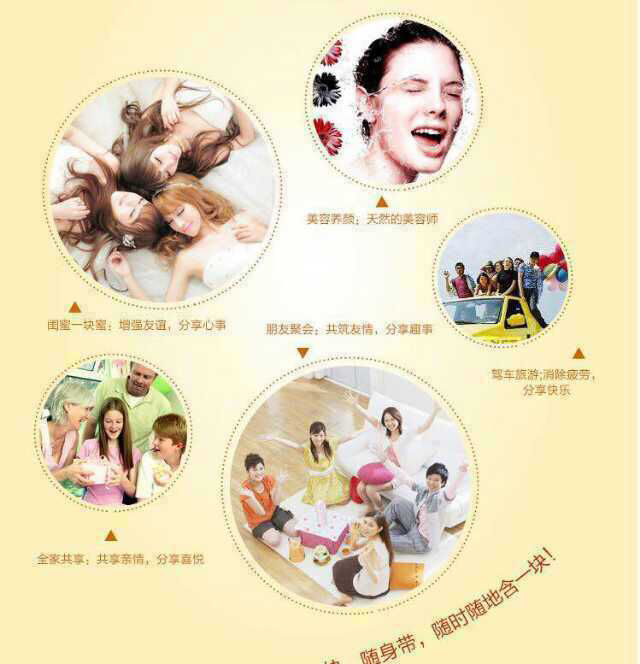 美容养颜：天然的美容师
闺蜜一块蜜：增强友谊，分享心事
朋友聚会：共筑友情，分享趣事
驾车旅游;消除疲劳，
分享快乐
全家共享：共享亲情，分享喜悦
随身带，随时随地含一块！